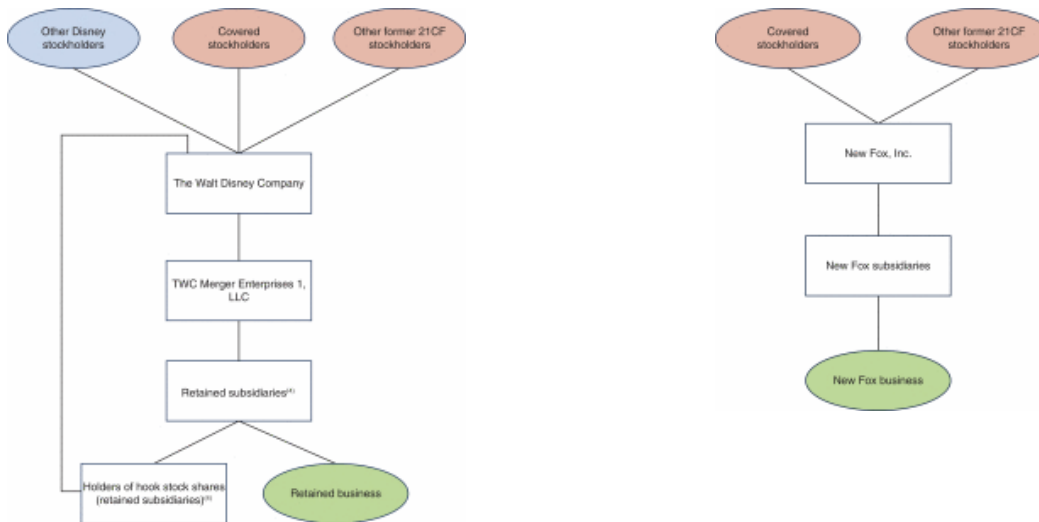 Other Disney
stockholders
Covered
stockholders
Other former 21CF
stockholders
The Walt Disney Company
TWC Merger Enterprises 1,
LLC
Retained subsidiaries⁽⁴⁾
Holders of hook stock shares
(retained subsidiaries)
Retained business
Covered
stockholders
Other former 21CF
stockholders
New Fox, Inc.
New Fox subsidiaries
New Fox business